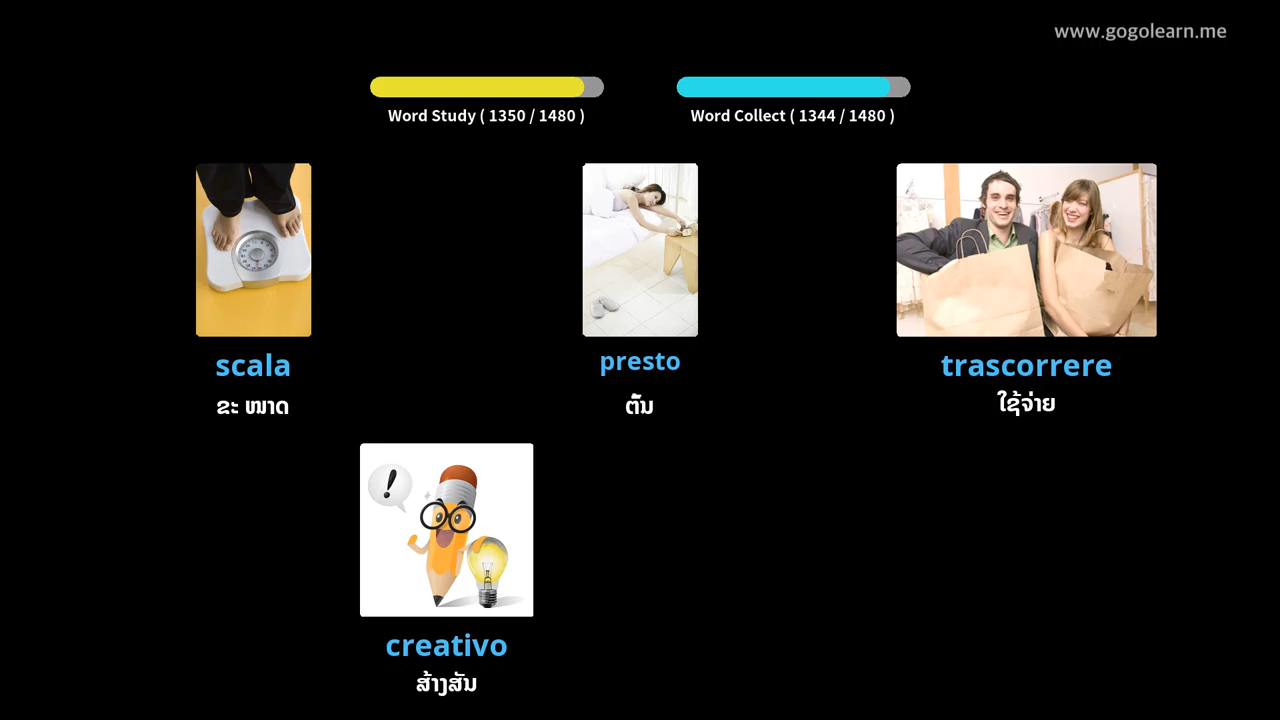 www.gogolearn.me
Word Study ( 1350 / 1480 )
Word Collect ( 1344 / 1480 )
scala
presto
trascorrere
ຂະ ໜາດ
ຕົ້ນ
ໃຊ້ຈ່າຍ
!
creativo
ສ້າງສັນ